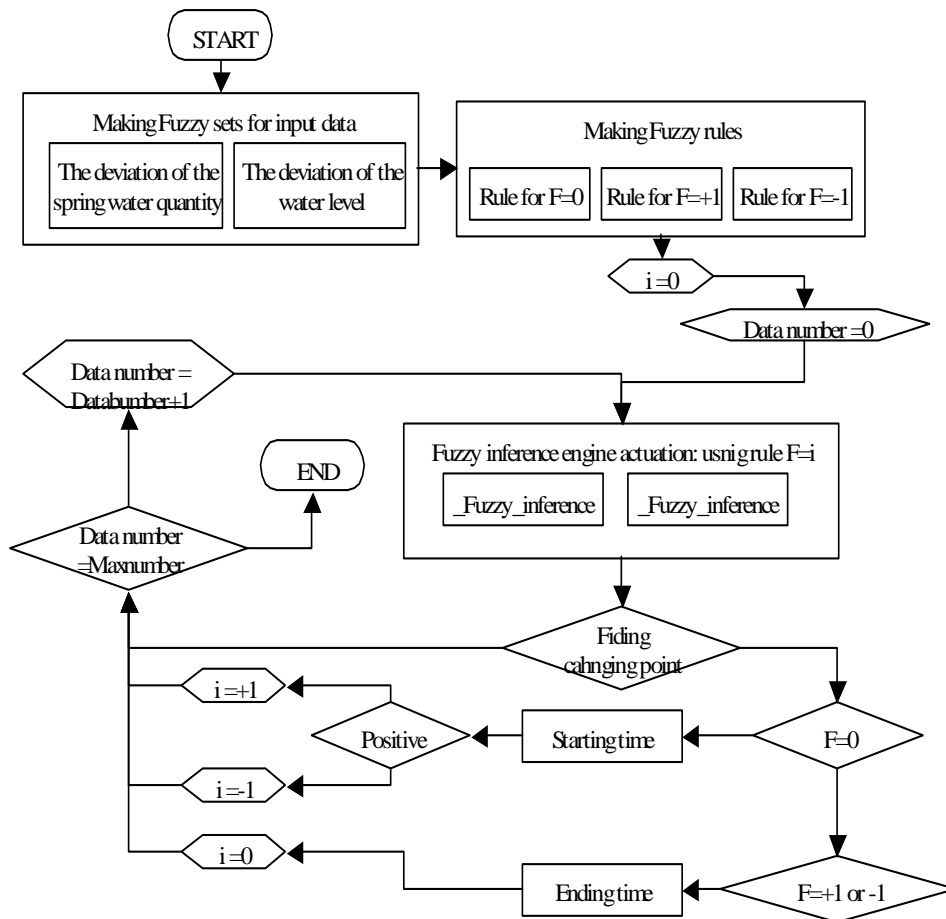 START
Making Fuzzy sets for input data
The deviation of the
spring water quantity
The deviation of the
water level
Making Fuzzy rules
Rule for F=0
Rule for F=+1
Rule for F=-1
i=0
Data number =0
Data number =
Databumber+1
Fuzzy inference engine actuation: usnig rule F=i
_Fuzzy_inference
_Fuzzy_inference
END
Data number
=Maxnumber
Fiding
cahnging point
i=+1
Positive
Starting time
F=0
i=-1
i=0
Ending time
F=+1 or -1